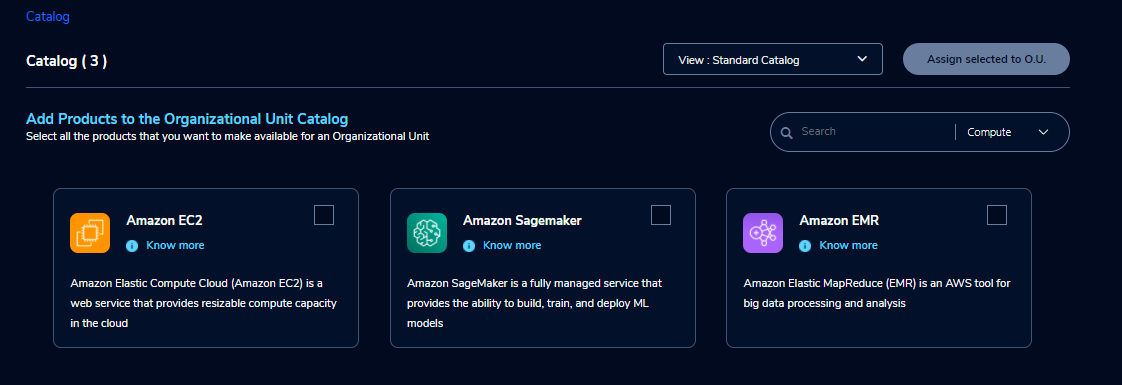 Catalog
Catalog ( 3 )
View : Standard Catalog
Assign selected to O.U.
Add Products to the Organizational Unit Catalog
Select all the products that you want to make available for an Organizational Unit
Search
Compute
Amazon EC2
Know more
Amazon Elastic Compute Cloud (Amazon EC2) is a
web service that provides resizable compute capacity
in the cloud
Amazon Sagemaker
Know more
Amazon SageMaker is a fully managed service that
provides the ability to build, train, and deploy ML
models
Amazon EMR
Know more
Amazon Elastic MapReduce (EMR) is an AWS tool for
big data processing and analysis